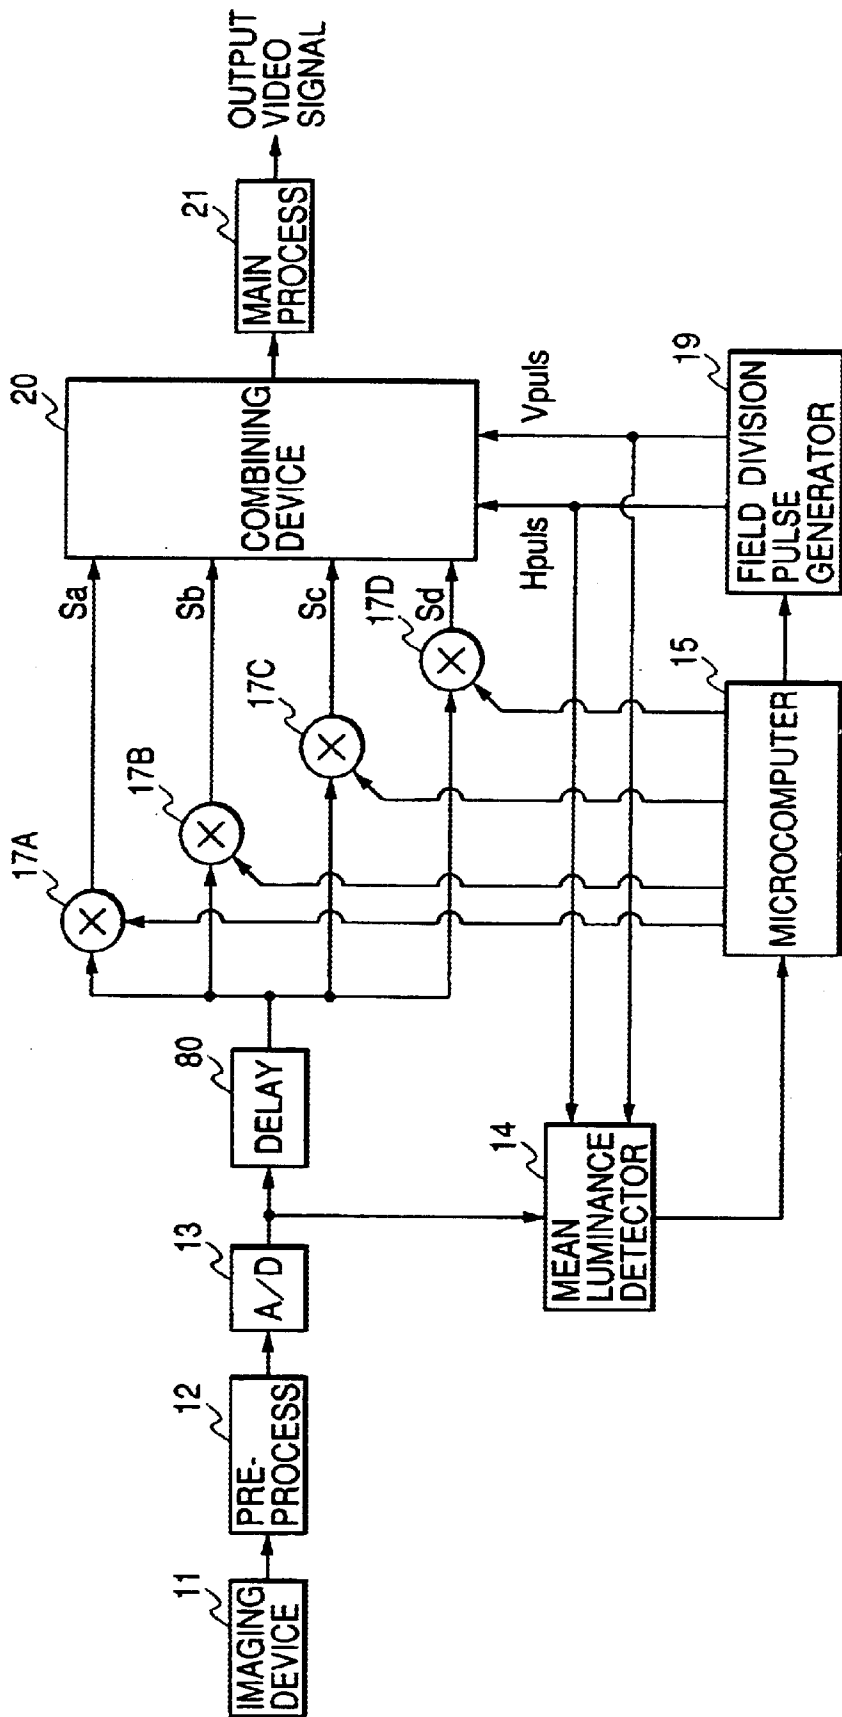 11
IMAGING
DEVICE
12
PRE-
PROCESS
13
A/D
80
DELAY
14
MEAN
LUMINANCE
DETECTOR
15
MICROCOMPUTER
17A
17B
17C
17D
Sa
Sb
Sc
Sd
20
COMBINING
DEVICE
Hpuls
Vpuls
19
FIELD DIVISION
PULSE
GENERATOR
21
MAIN
PROCESS
OUTPUT
VIDEO
SIGNAL